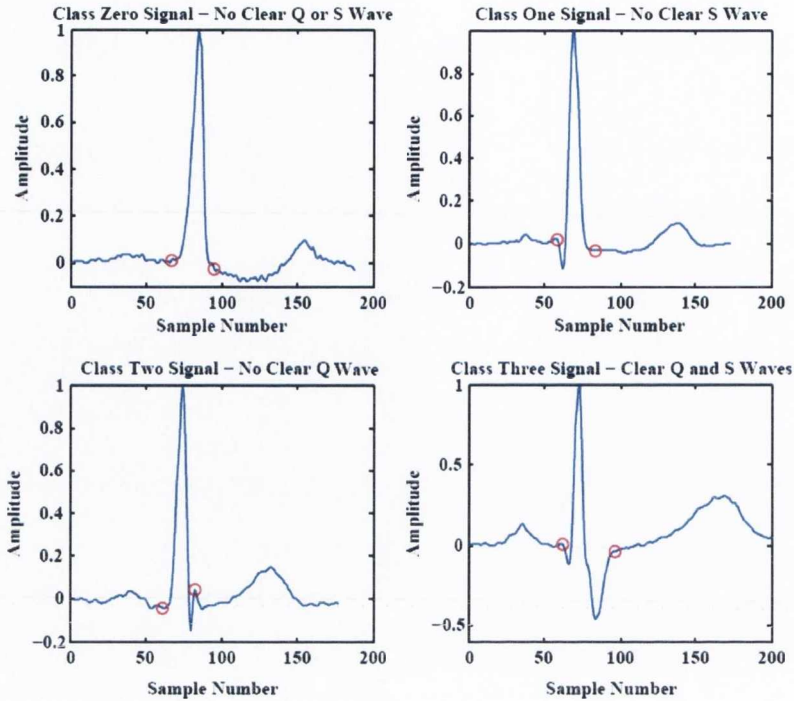 Class Zero Signal – No Clear Q or S Wave
1
0.8
0.6
0.4
0.2
0
Amplitude
0 50 100 150 200
Sample Number
Class One Signal – No Clear S Wave
0.8
0.6
0.4
0.2
0
−0.2
Amplitude
0 50 100 150 200
Sample Number
Class Two Signal – No Clear Q Wave
1
0.8
0.6
0.4
0.2
0
−0.2
Amplitude
0 50 100 150 200
Sample Number
Class Three Signal – Clear Q and S Waves
1
0.5
0
−0.5
Amplitude
0 50 100 150 200
Sample Number